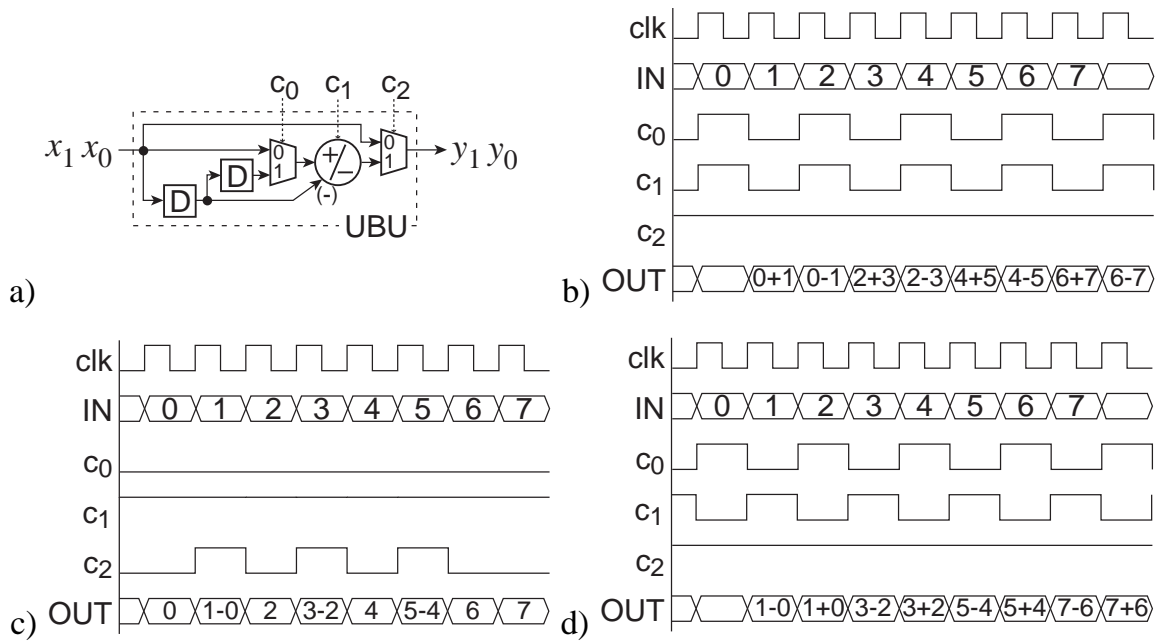 c0 c1 c2
x1 x0
0
1
D
D
+/−
(-)
0
1
y1 y0
UBU
a)
clk
IN 0 1 2 3 4 5 6 7
c0
c1
c2
OUT 0+1 0-1 2+3 2-3 4+5 4-5 6+7 6-7
b)
clk
IN 0 1 2 3 4 5 6 7
c0
c1
c2
OUT 0 1-0 2 3-2 4 5-4 6 7
c)
clk
IN 0 1 2 3 4 5 6 7
c0
c1
c2
OUT 1-0 1+0 3-2 3+2 5-4 5+4 7-6 7+6
d)